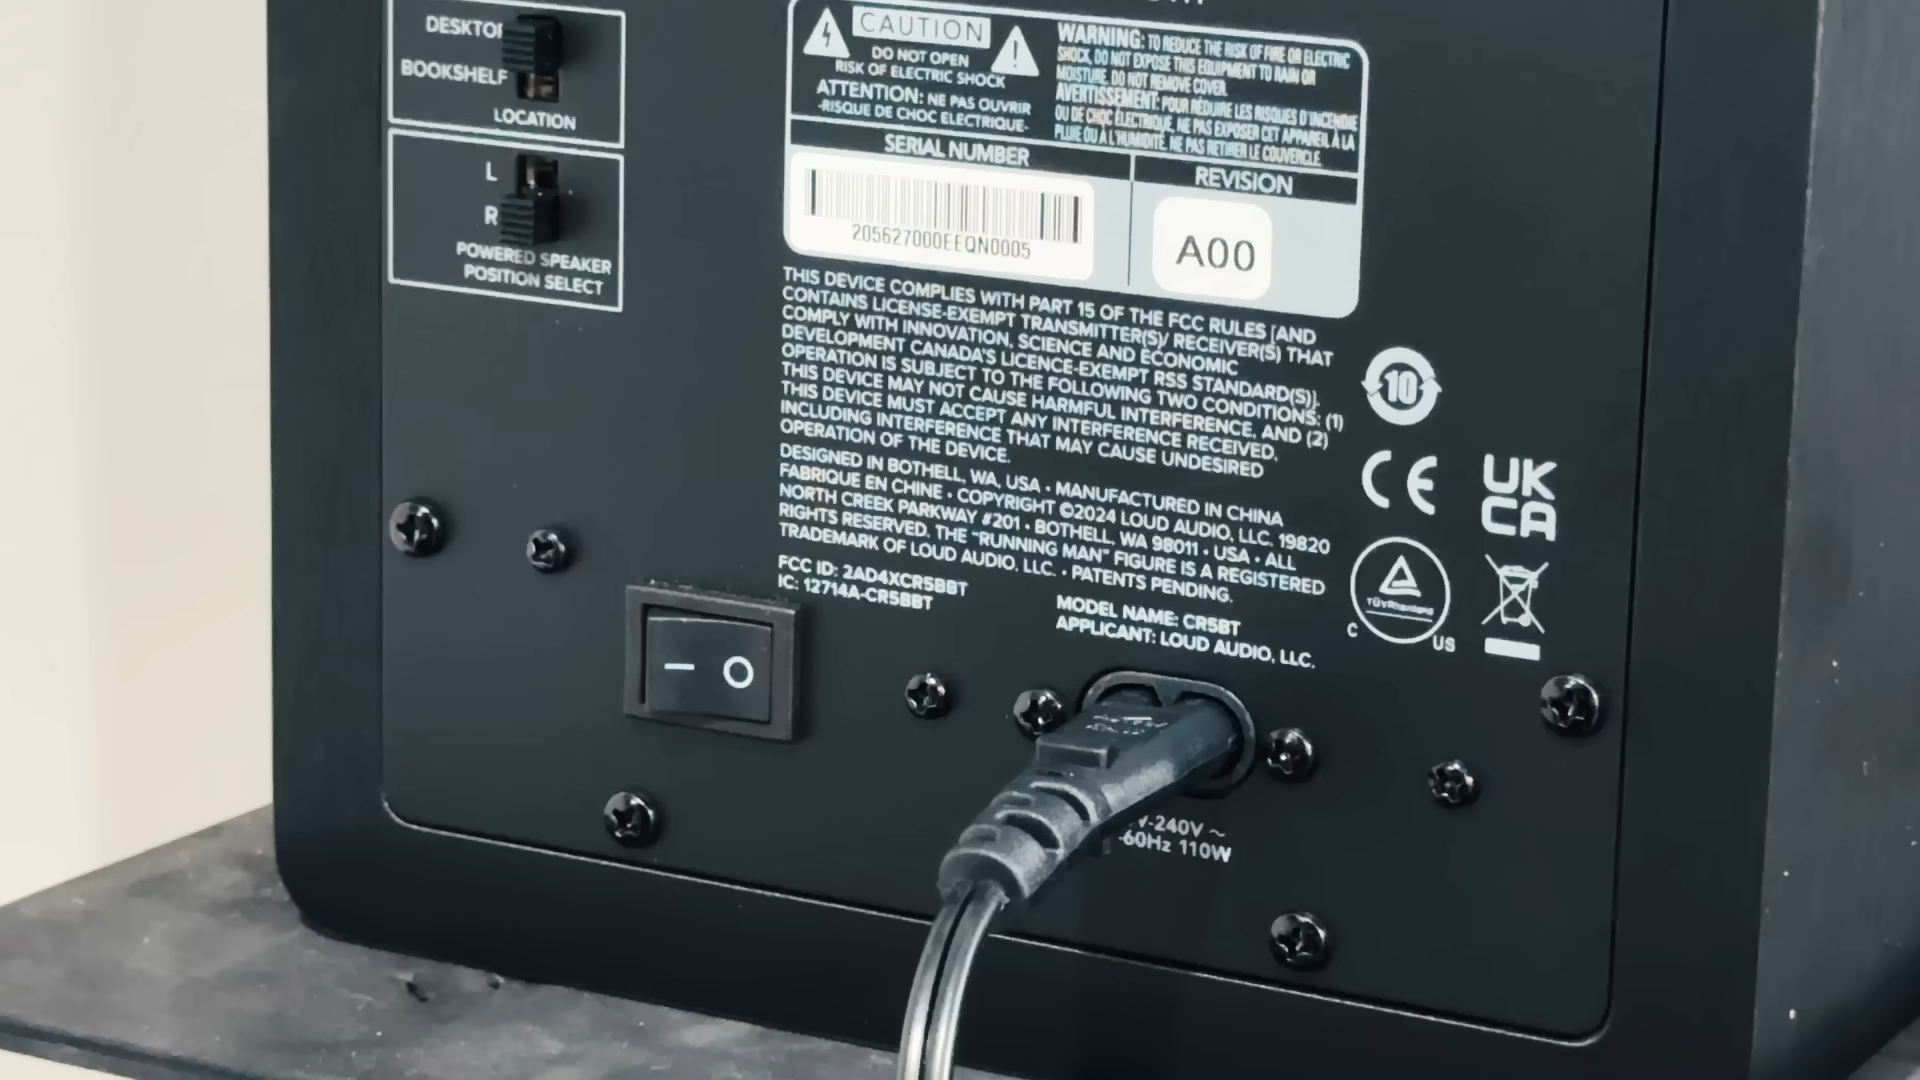 DESKTOP
BOOKSHELF
LOCATION
L
R
POWERED SPEAKER
POSITION SELECT
CAUTION
DO NOT OPEN
RISK OF ELECTRIC SHOCK
ATTENTION: NE PAS OUVRIR
-RISQUE DE CHOC ELECTRIQUE-
WARNING: TO REDUCE THE RISK OF FIRE OR ELECTRIC
SHOCK, DO NOT EXPOSE THIS EQUIPMENT TO RAIN OR
MOISTURE. DO NOT REMOVE COVER.
AVERTISSEMENT: POUR RÉDUIRE LES RISQUES D'INCENDIE
OU DE CHOC ÉLECTRIQUE, NE PAS EXPOSER CET APPAREIL À LA
PLUIE OU À L'HUMIDITÉ. NE PAS RETIRER LE COUVERCLE.
SERIAL NUMBER
REVISION
205627000EEQN0005
A00
THIS DEVICE COMPLIES WITH PART 15 OF THE FCC RULES [AND
CONTAINS LICENSE-EXEMPT TRANSMITTER(S)/ RECEIVER(S) THAT
COMPLY WITH INNOVATION, SCIENCE AND ECONOMIC
DEVELOPMENT CANADA'S LICENCE-EXEMPT RSS STANDARD(S)].
OPERATION IS SUBJECT TO THE FOLLOWING TWO CONDITIONS: (1)
THIS DEVICE MAY NOT CAUSE HARMFUL INTERFERENCE, AND (2)
THIS DEVICE MUST ACCEPT ANY INTERFERENCE RECEIVED,
INCLUDING INTERFERENCE THAT MAY CAUSE UNDESIRED
OPERATION OF THE DEVICE.
DESIGNED IN BOTHELL, WA, USA • MANUFACTURED IN CHINA
FABRIQUE EN CHINE • COPYRIGHT ©2024 LOUD AUDIO, LLC. 19820
NORTH CREEK PARKWAY #201 • BOTHELL, WA 98011 • USA • ALL
RIGHTS RESERVED. THE "RUNNING MAN" FIGURE IS A REGISTERED
TRADEMARK OF LOUD AUDIO, LLC. • PATENTS PENDING.
FCC ID: 2AD4XCR5BBT
IC: 12714A-CR5BBT
MODEL NAME: CR5BT
APPLICANT: LOUD AUDIO, LLC.
10
CE
UK
CA
TÜVRheinland
C US
V-240V ~
-60Hz 110W